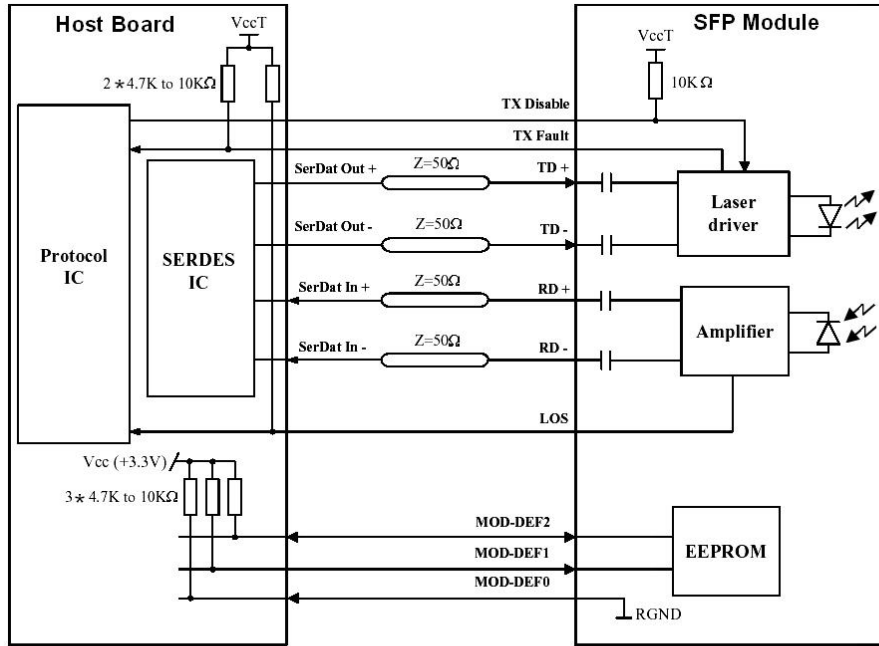 Host Board
SFP Module
VccT
VccT
2*4.7K to 10KΩ
10KΩ
TX Disable
TX Fault
SerDat Out +
Z=50Ω
TD +
SerDat Out -
Z=50Ω
TD -
Laser driver
Protocol IC
SERDES IC
SerDat In +
Z=50Ω
RD +
SerDat In -
Z=50Ω
RD -
Amplifier
LOS
Vcc (+3.3V)
3*4.7K to 10KΩ
MOD-DEF2
MOD-DEF1
MOD-DEF0
EEPROM
RGND